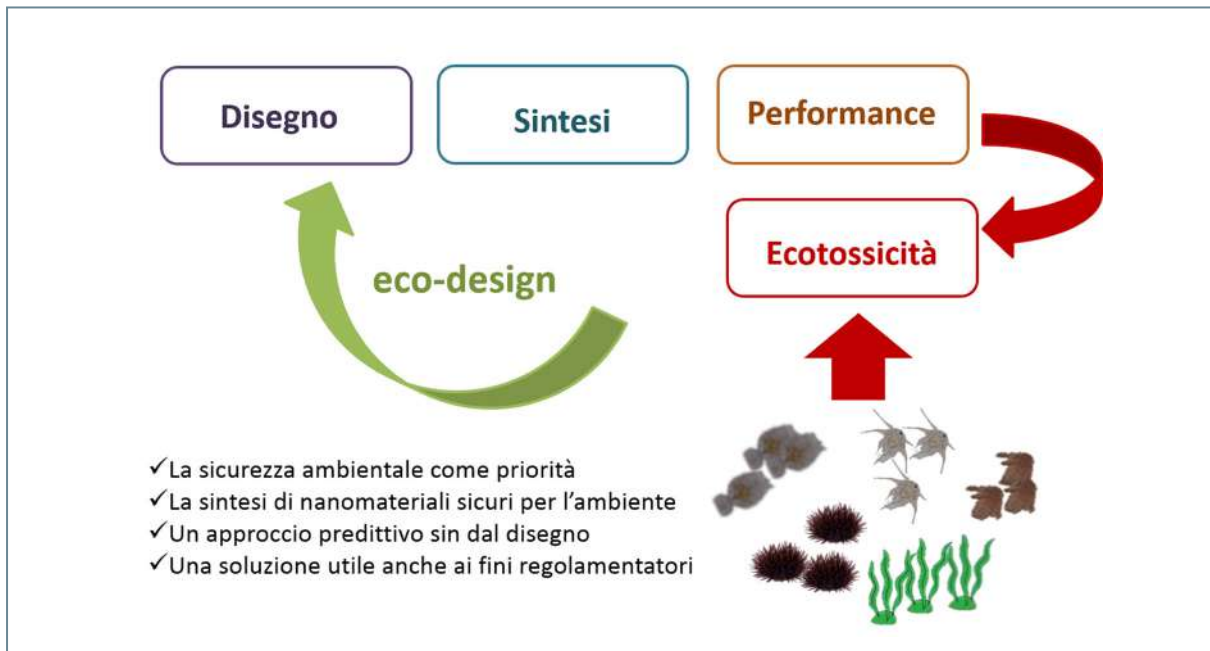 Disegno
Sintesi
Performance
Ecotossicità
eco-design
✓La sicurezza ambientale come priorità
✓La sintesi di nanomateriali sicuri per l’ambiente
✓Un approccio predittivo sin dal disegno
✓Una soluzione utile anche ai fini regolamentatori